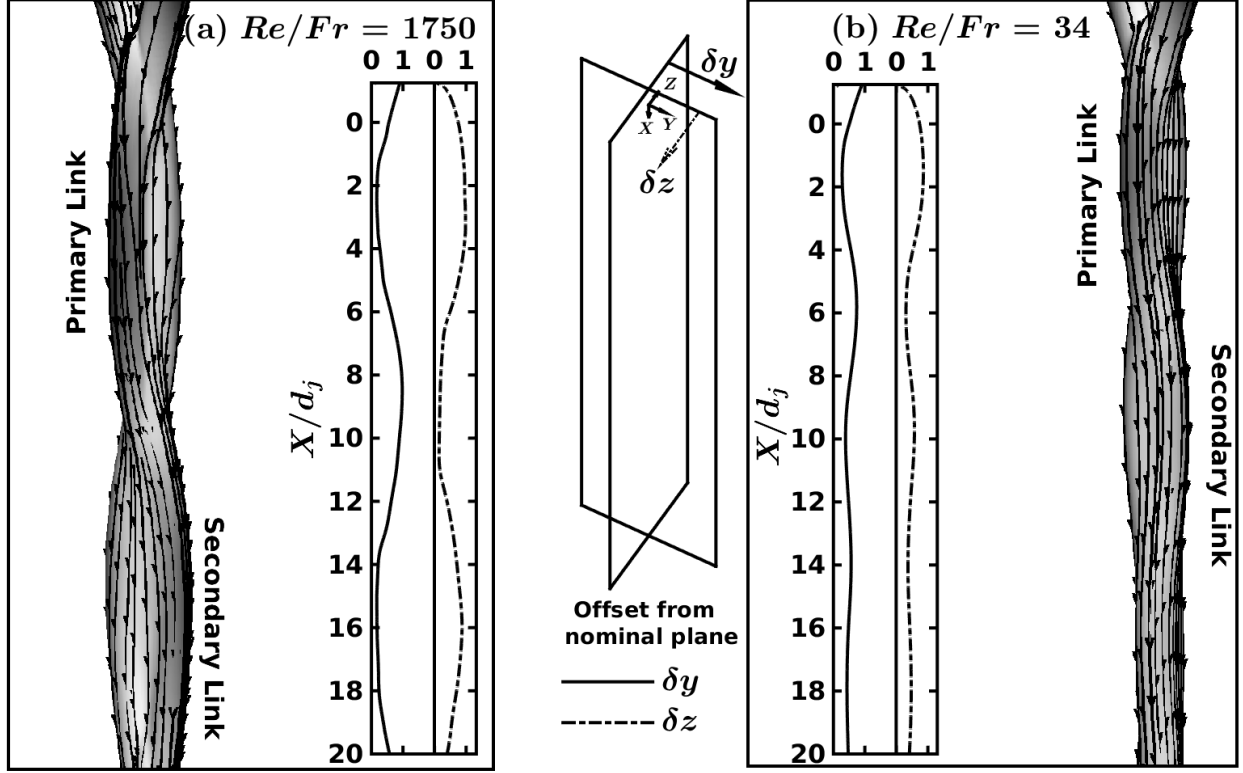 (a) Re/Fr = 1750
0 1 0 1
0
2
4
6
8
10
12
14
16
18
20
X/d_j
Primary Link
Secondary Link
δy
Z
X Y
δz
Offset from
nominal plane
δy
δz
(b) Re/Fr = 34
0 1 0 1
0
2
4
6
8
10
12
14
16
18
20
X/d_j
Primary Link
Secondary Link